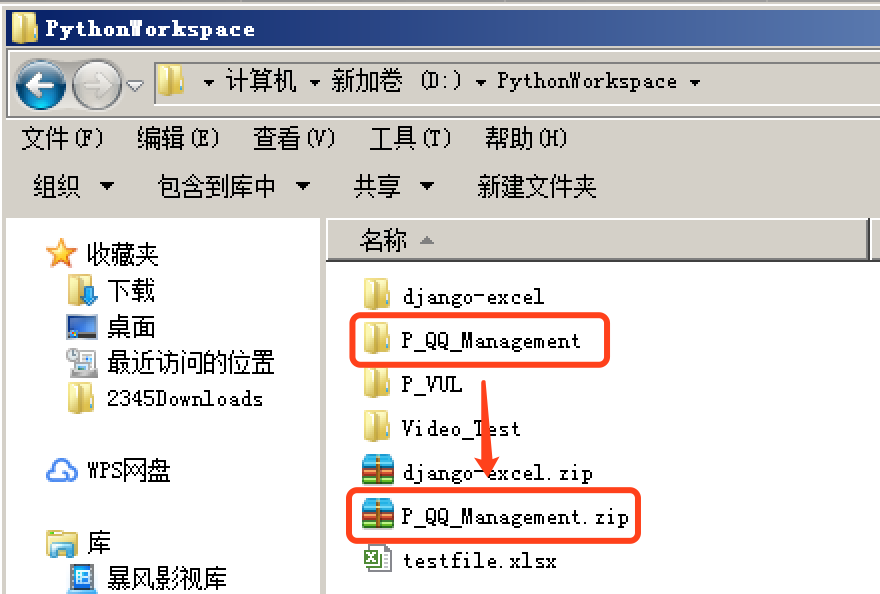 PythonWorkspace
计算机 新加卷 (D:) PythonWorkspace
文件(F) 编辑(E) 查看(V) 工具(T) 帮助(H)
组织 包含到库中 共享 新建文件夹
名称
收藏夹
下载
桌面
最近访问的位置
2345Downloads
WPS网盘
库
暴风影视库
django-excel
P_QQ_Management
P_VUL
Video_Test
django-excel.zip
P_QQ_Management.zip
testfile.xlsx